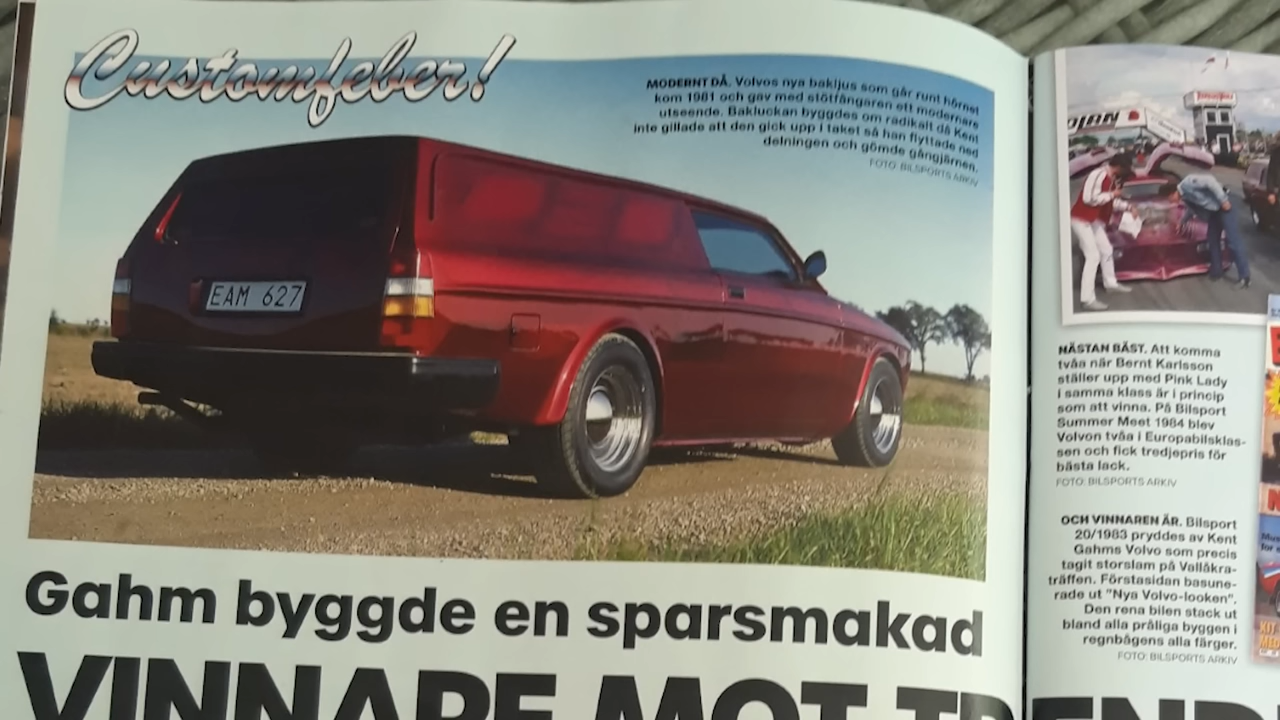 Customfeber!
MODERNT DÅ. Volvos nya bakljus som går runt hörnet
kom 1981 och gav med stötfångaren ett modernare
utseende. Bakluckan byggdes om radikalt då Kent
inte gillade att den gick upp i taket så han flyttade ned
delningen och gömde gångjärnen.
FOTO: BILSPORTS ARKIV
EAM 627
Gahm byggde en sparsmakad
VINNARE MOT TREND
NÄSTAN BÄST. Att komma
tvåa när Bernt Karlsson
ställer upp med Pink Lady
i samma klass är i princip
som att vinna. På Bilsport
Summer Meet 1984 blev
Volvon tvåa i Europabilsklas-
sen och fick tredjepris för
bästa lack.
FOTO: BILSPORTS ARKIV
OCH VINNAREN ÄR. Bilsport
20/1983 pryddes av Kent
Gahms Volvo som precis
tagit storslam på Vallåkra-
träffen. Förstasidan basune-
rade ut "Nya Volvo-looken".
Den rena bilen stack ut
bland alla pråliga byggen i
regnbågens alla färger.
FOTO: BILSPORTS ARKIV